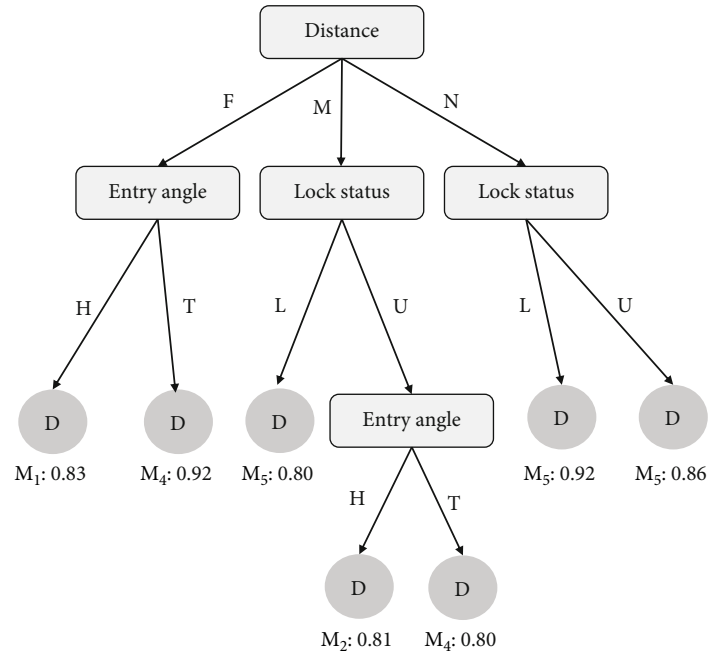 Distance
F
M
N
Entry angle
Lock status
Lock status
H
T
L
U
L
U
D
D
D
Entry angle
D
D
M₁: 0.83
M₄: 0.92
M₅: 0.80
M₅: 0.92
M₅: 0.86
H
T
D
D
M₂: 0.81
M₄: 0.80